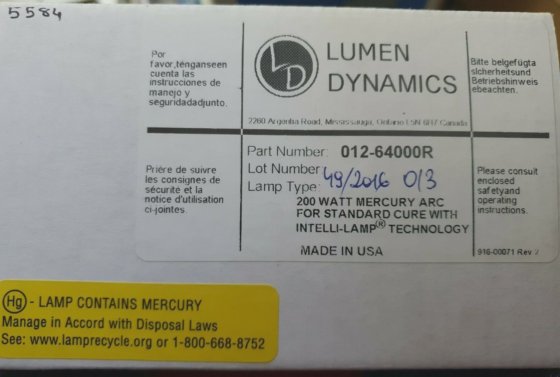 5584
Por
favor,ténganseen
cuenta las
instrucciones de
manejo y
seguridadadjunto.
LD
LUMEN
DYNAMICS
Bitte belgefügta
sicherheitsund
Betriebshinweis
ebeachten.
2260 Argentia Road, Mississauga, Ontario L5N 6H7 Canada
Prière de suivre
les consignes de
sécurité et la
notice d'utilisation
ci-jointes.
Part Number: 012-64000R
Lot Number 49/2016 013
Lamp Type:
200 WATT MERCURY ARC
FOR STANDARD CURE WITH
INTELLI-LAMP® TECHNOLOGY
MADE IN USA
Please consult
enclosed
safetyand
operating
instructions.
916-00071 Rev 7
Hg - LAMP CONTAINS MERCURY
Manage in Accord with Disposal Laws
See: www.lamprecycle.org or 1-800-668-8752